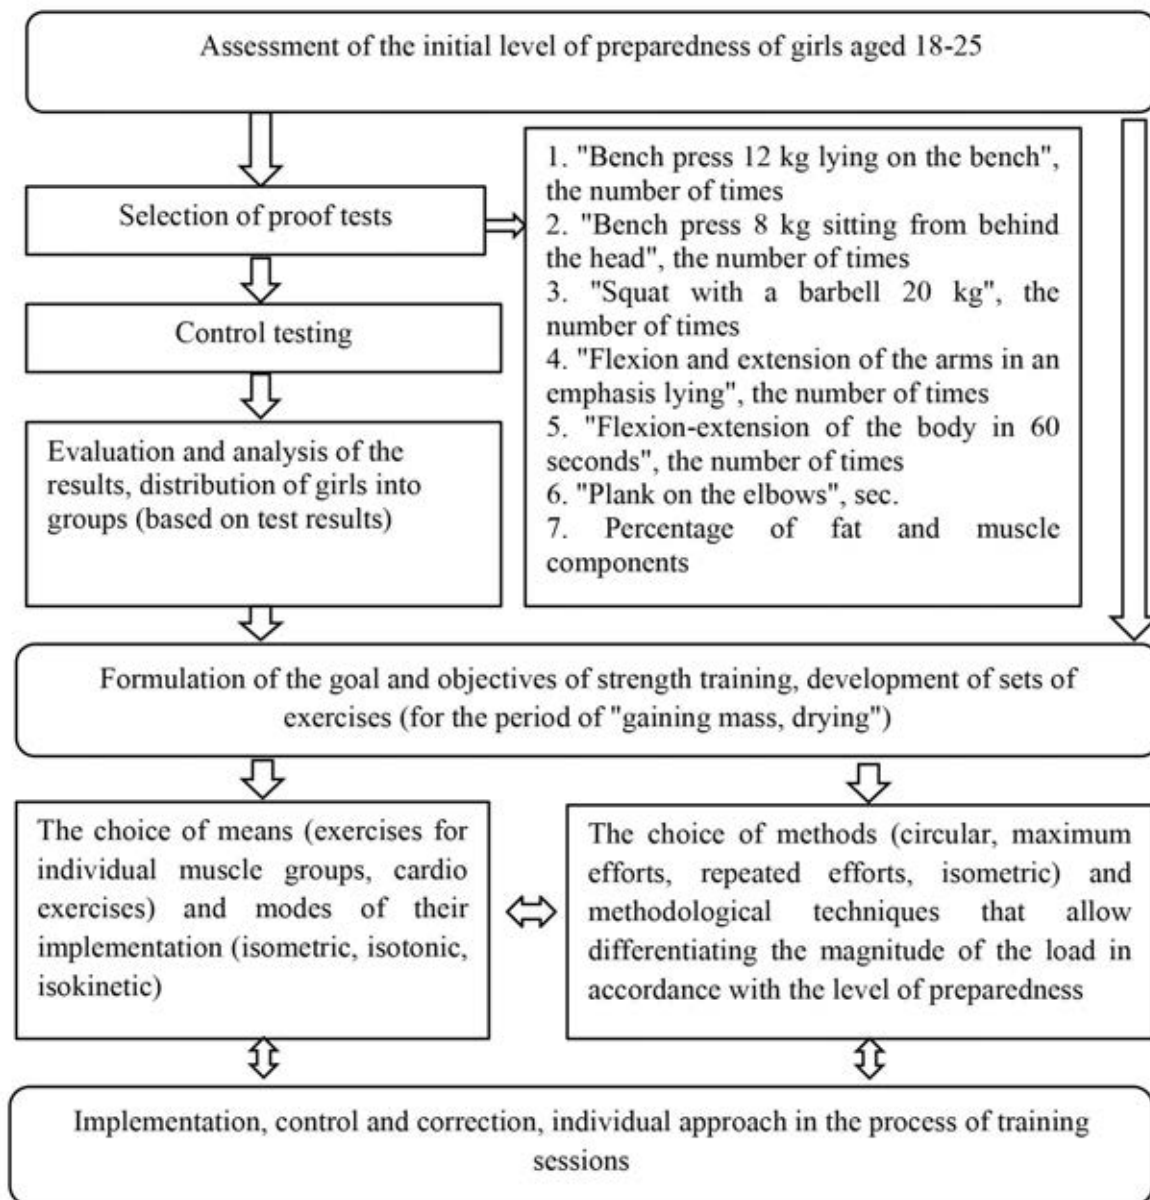 Assessment of the initial level of preparedness of girls aged 18-25
Selection of proof tests
1. "Bench press 12 kg lying on the bench",
the number of times
2. "Bench press 8 kg sitting from behind
the head", the number of times
3. "Squat with a barbell 20 kg", the
number of times
4. "Flexion and extension of the arms in an
emphasis lying", the number of times
5. "Flexion-extension of the body in 60
seconds", the number of times
6. "Plank on the elbows", sec.
7. Percentage of fat and muscle
components
Control testing
Evaluation and analysis of the
results, distribution of girls into
groups (based on test results)
Formulation of the goal and objectives of strength training, development of sets of
exercises (for the period of "gaining mass, drying")
The choice of means (exercises for
individual muscle groups, cardio
exercises) and modes of their
implementation (isometric, isotonic,
isokinetic)
The choice of methods (circular, maximum
efforts, repeated efforts, isometric) and
methodological techniques that allow
differentiating the magnitude of the load in
accordance with the level of preparedness
Implementation, control and correction, individual approach in the process of training
sessions